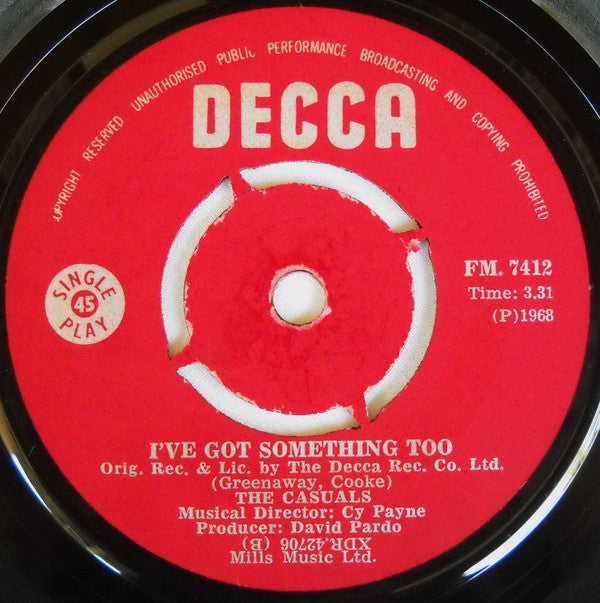 COPYRIGHT RESERVED UNAUTHORISED PUBLIC PERFORMANCE BROADCASTING AND COPYING PROHIBITED
DECCA
SINGLE
45
PLAY
FM. 7412
Time: 3.31
(P)1968
I'VE GOT SOMETHING TOO
Orig. Rec. & Lic. by The Decca Rec. Co. Ltd.
(Greenaway, Cooke)
THE CASUALS
Musical Director: Cy Payne
Producer: David Pardo
XDR.42706 (B)
Mills Music Ltd.